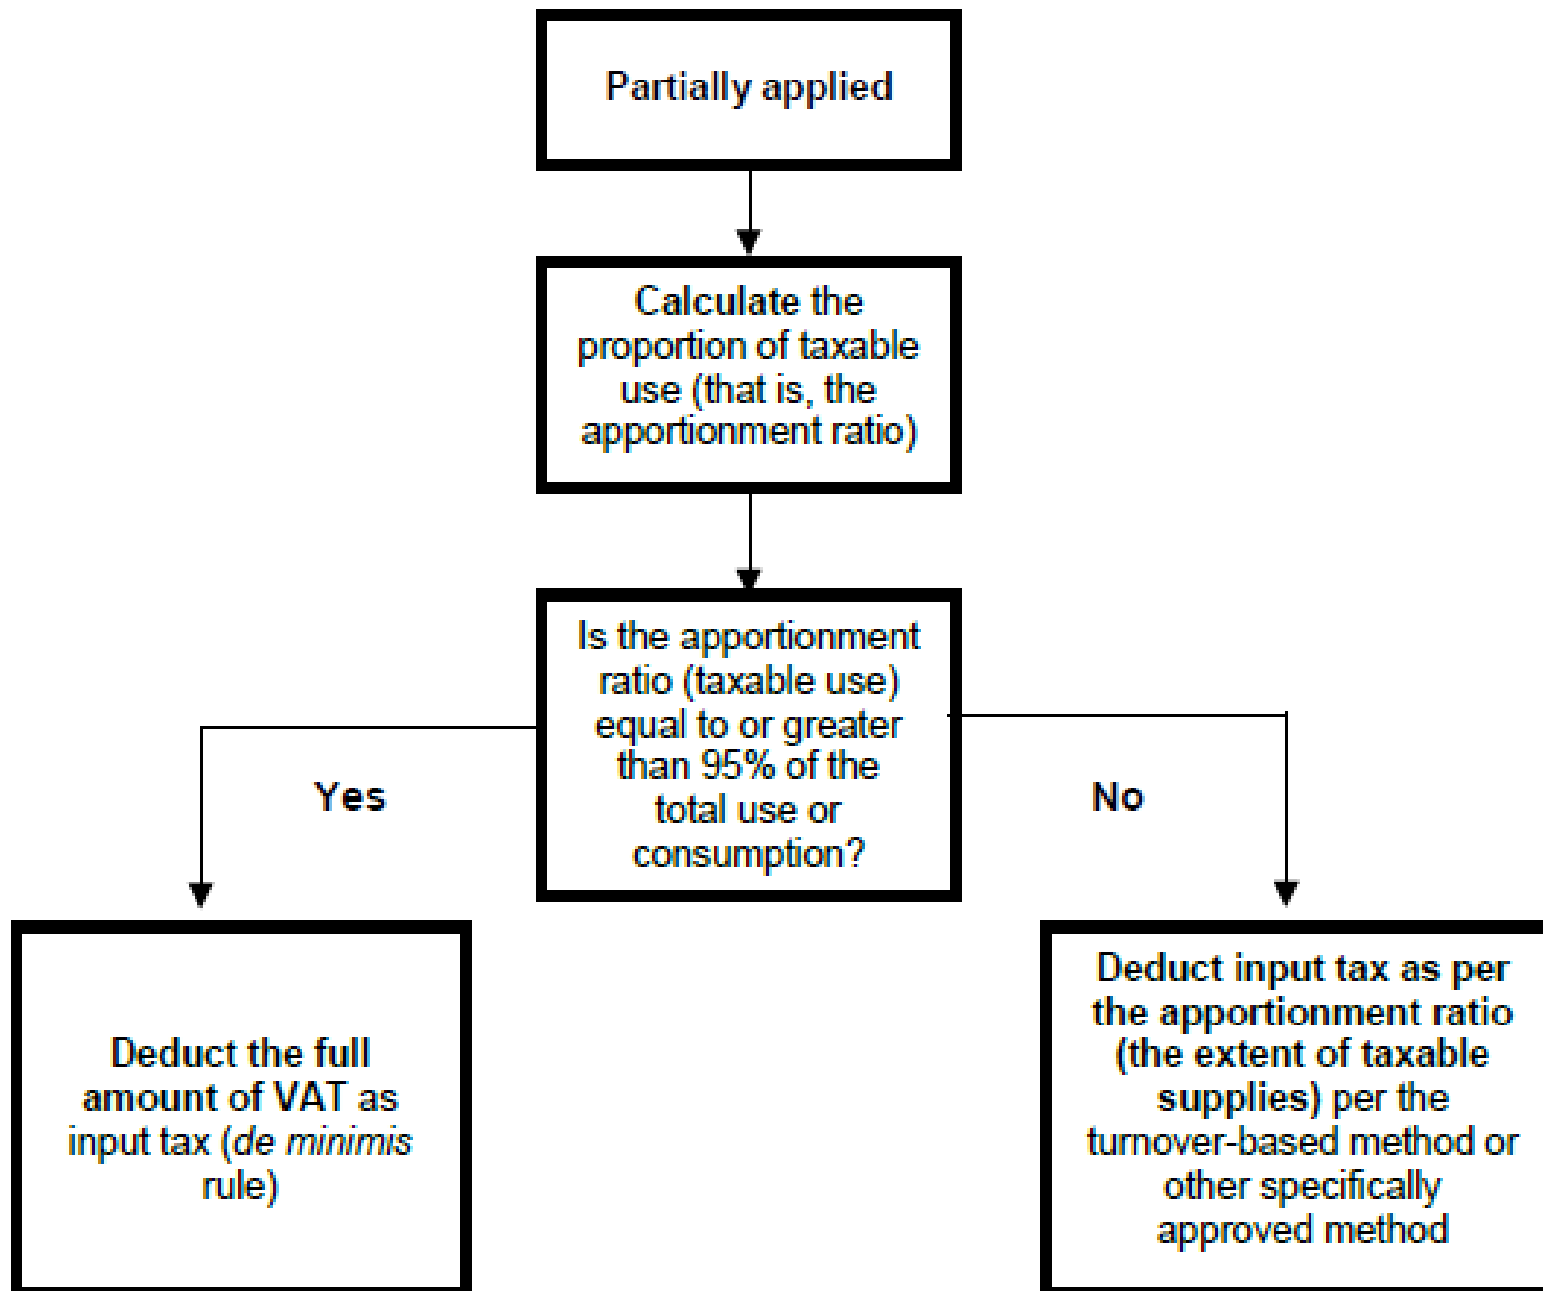 Partially applied
Calculate the
proportion of taxable
use (that is, the
apportionment ratio)
Is the apportionment
ratio (taxable use)
equal to or greater
than 95% of the
total use or
consumption?
Yes
No
Deduct the full
amount of VAT as
input tax (de minimis
rule)
Deduct input tax as per
the apportionment ratio
(the extent of taxable
supplies) per the
turnover-based method or
other specifically
approved method